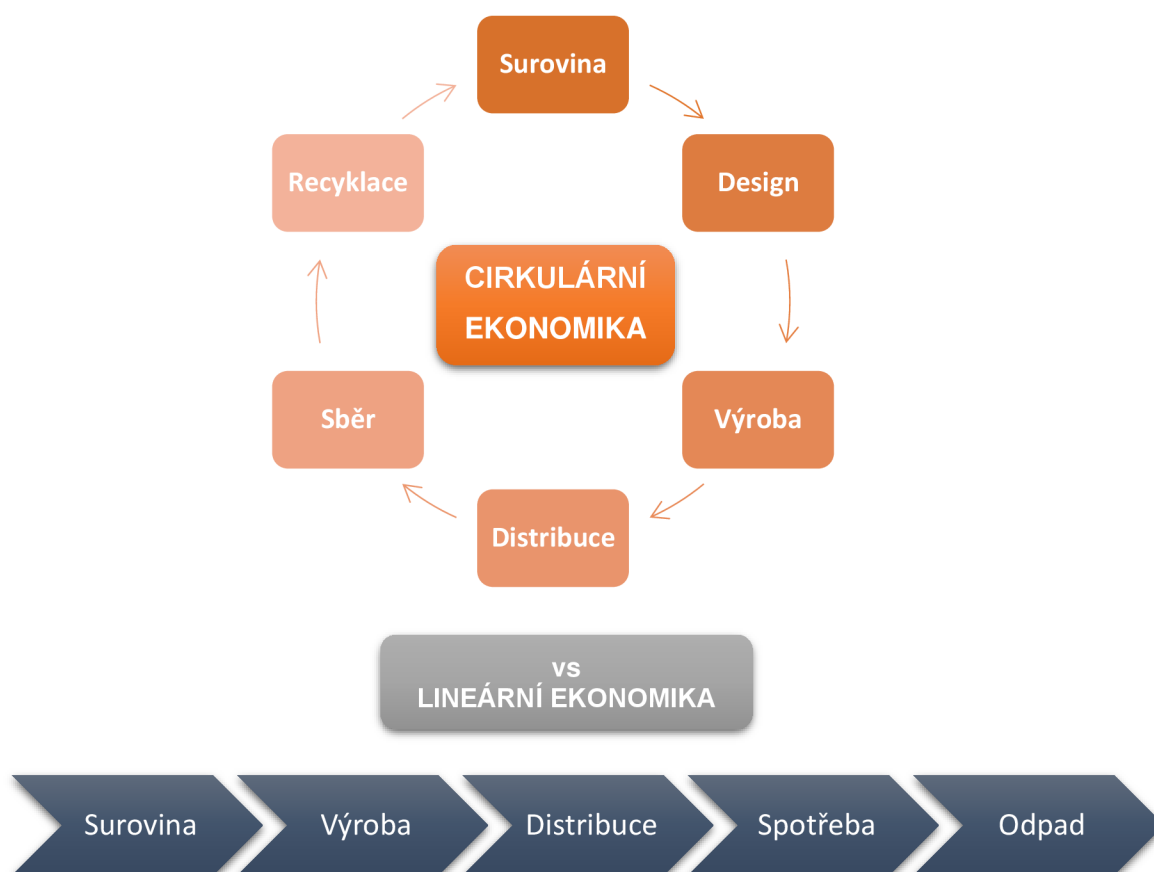 Surovina
Recyklace
Design
CIRKULÁRNÍ
EKONOMIKA
Sběr
Výroba
Distribuce
vs
LINEÁRNÍ EKONOMIKA
Surovina
Výroba
Distribuce
Spotřeba
Odpad